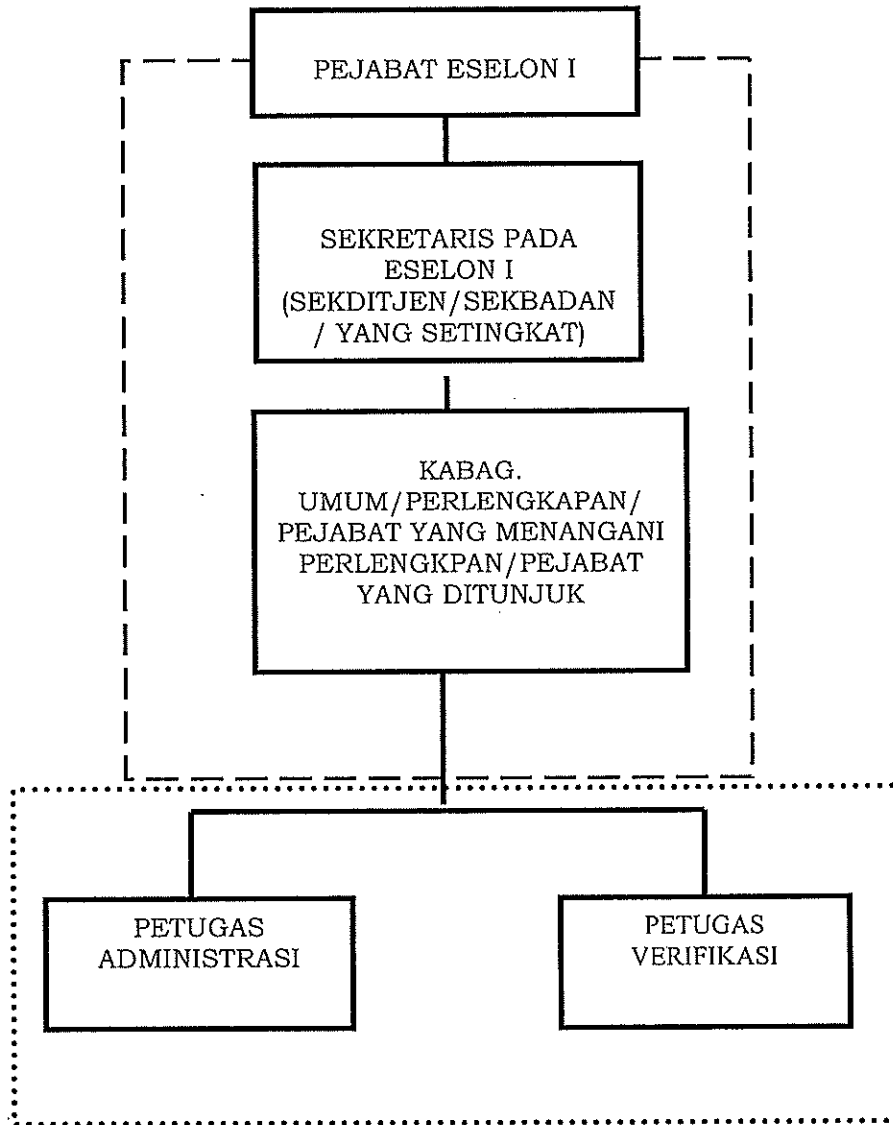 PEJABAT ESELON I
SEKRETARIS PADA
ESELON I
(SEKDITJEN/SEKBADAN
/ YANG SETINGKAT)
KABAG.
UMUM/PERLENGKAPAN/
PEJABAT YANG MENANGANI
PERLENGKPAN/PEJABAT
YANG DITUNJUK
PETUGAS
ADMINISTRASI
PETUGAS
VERIFIKASI